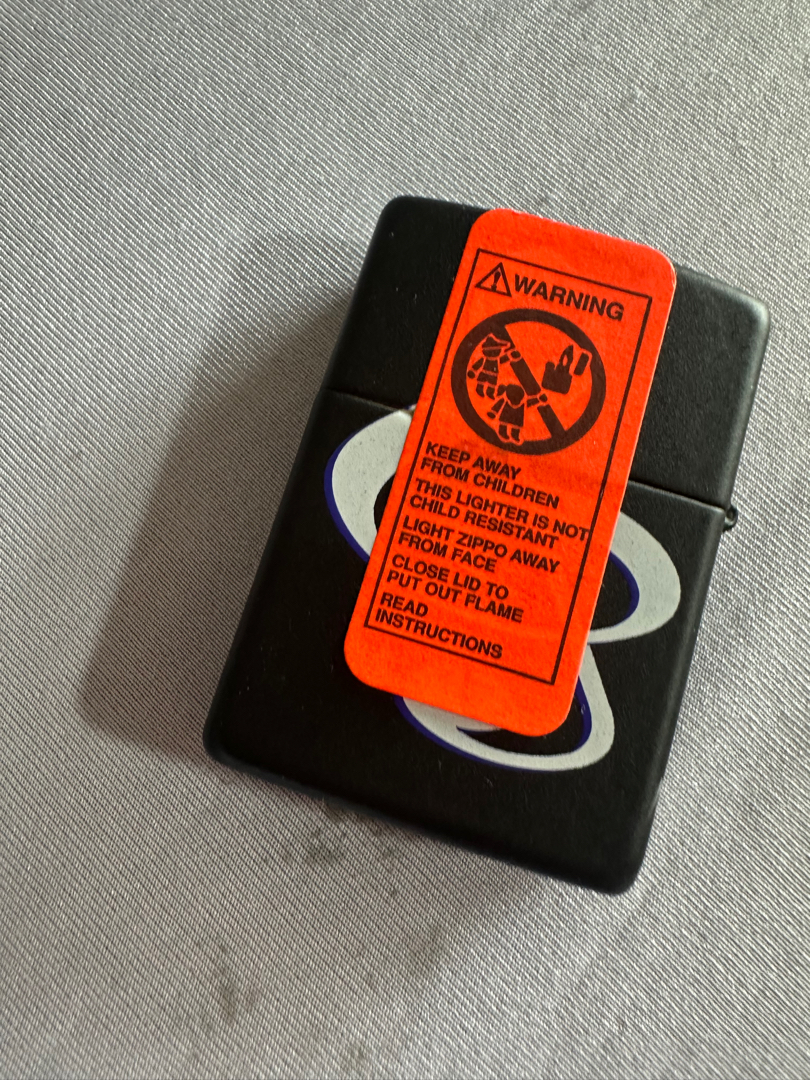 WARNING
KEEP AWAY
FROM CHILDREN
THIS LIGHTER IS NOT
CHILD RESISTANT
LIGHT ZIPPO AWAY
FROM FACE
CLOSE LID TO
PUT OUT FLAME
READ
INSTRUCTIONS